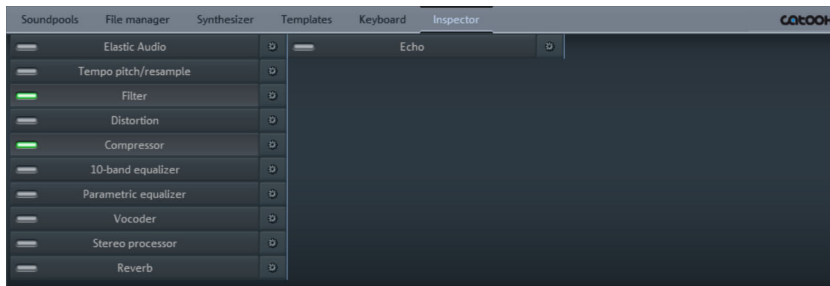 Soundpools File manager Synthesizer Templates Keyboard Inspector catooh
Elastic Audio Echo
Tempo pitch/resample
Filter
Distortion
Compressor
10-band equalizer
Parametric equalizer
Vocoder
Stereo processor
Reverb